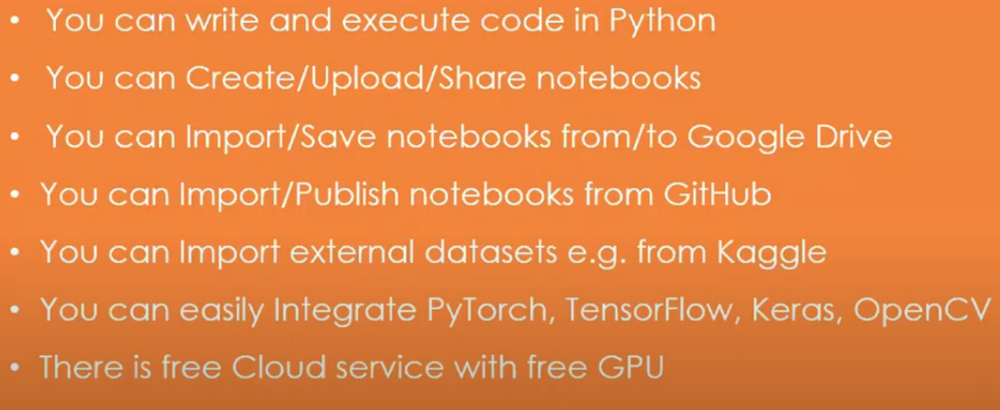 • You can write and execute code in Python
• You can Create/Upload/Share notebooks
• You can Import/Save notebooks from/to Google Drive
• You can Import/Publish notebooks from GitHub
• You can Import external datasets e.g. from Kaggle
• You can easily Integrate PyTorch, TensorFlow, Keras, OpenCV
• There is free Cloud service with free GPU